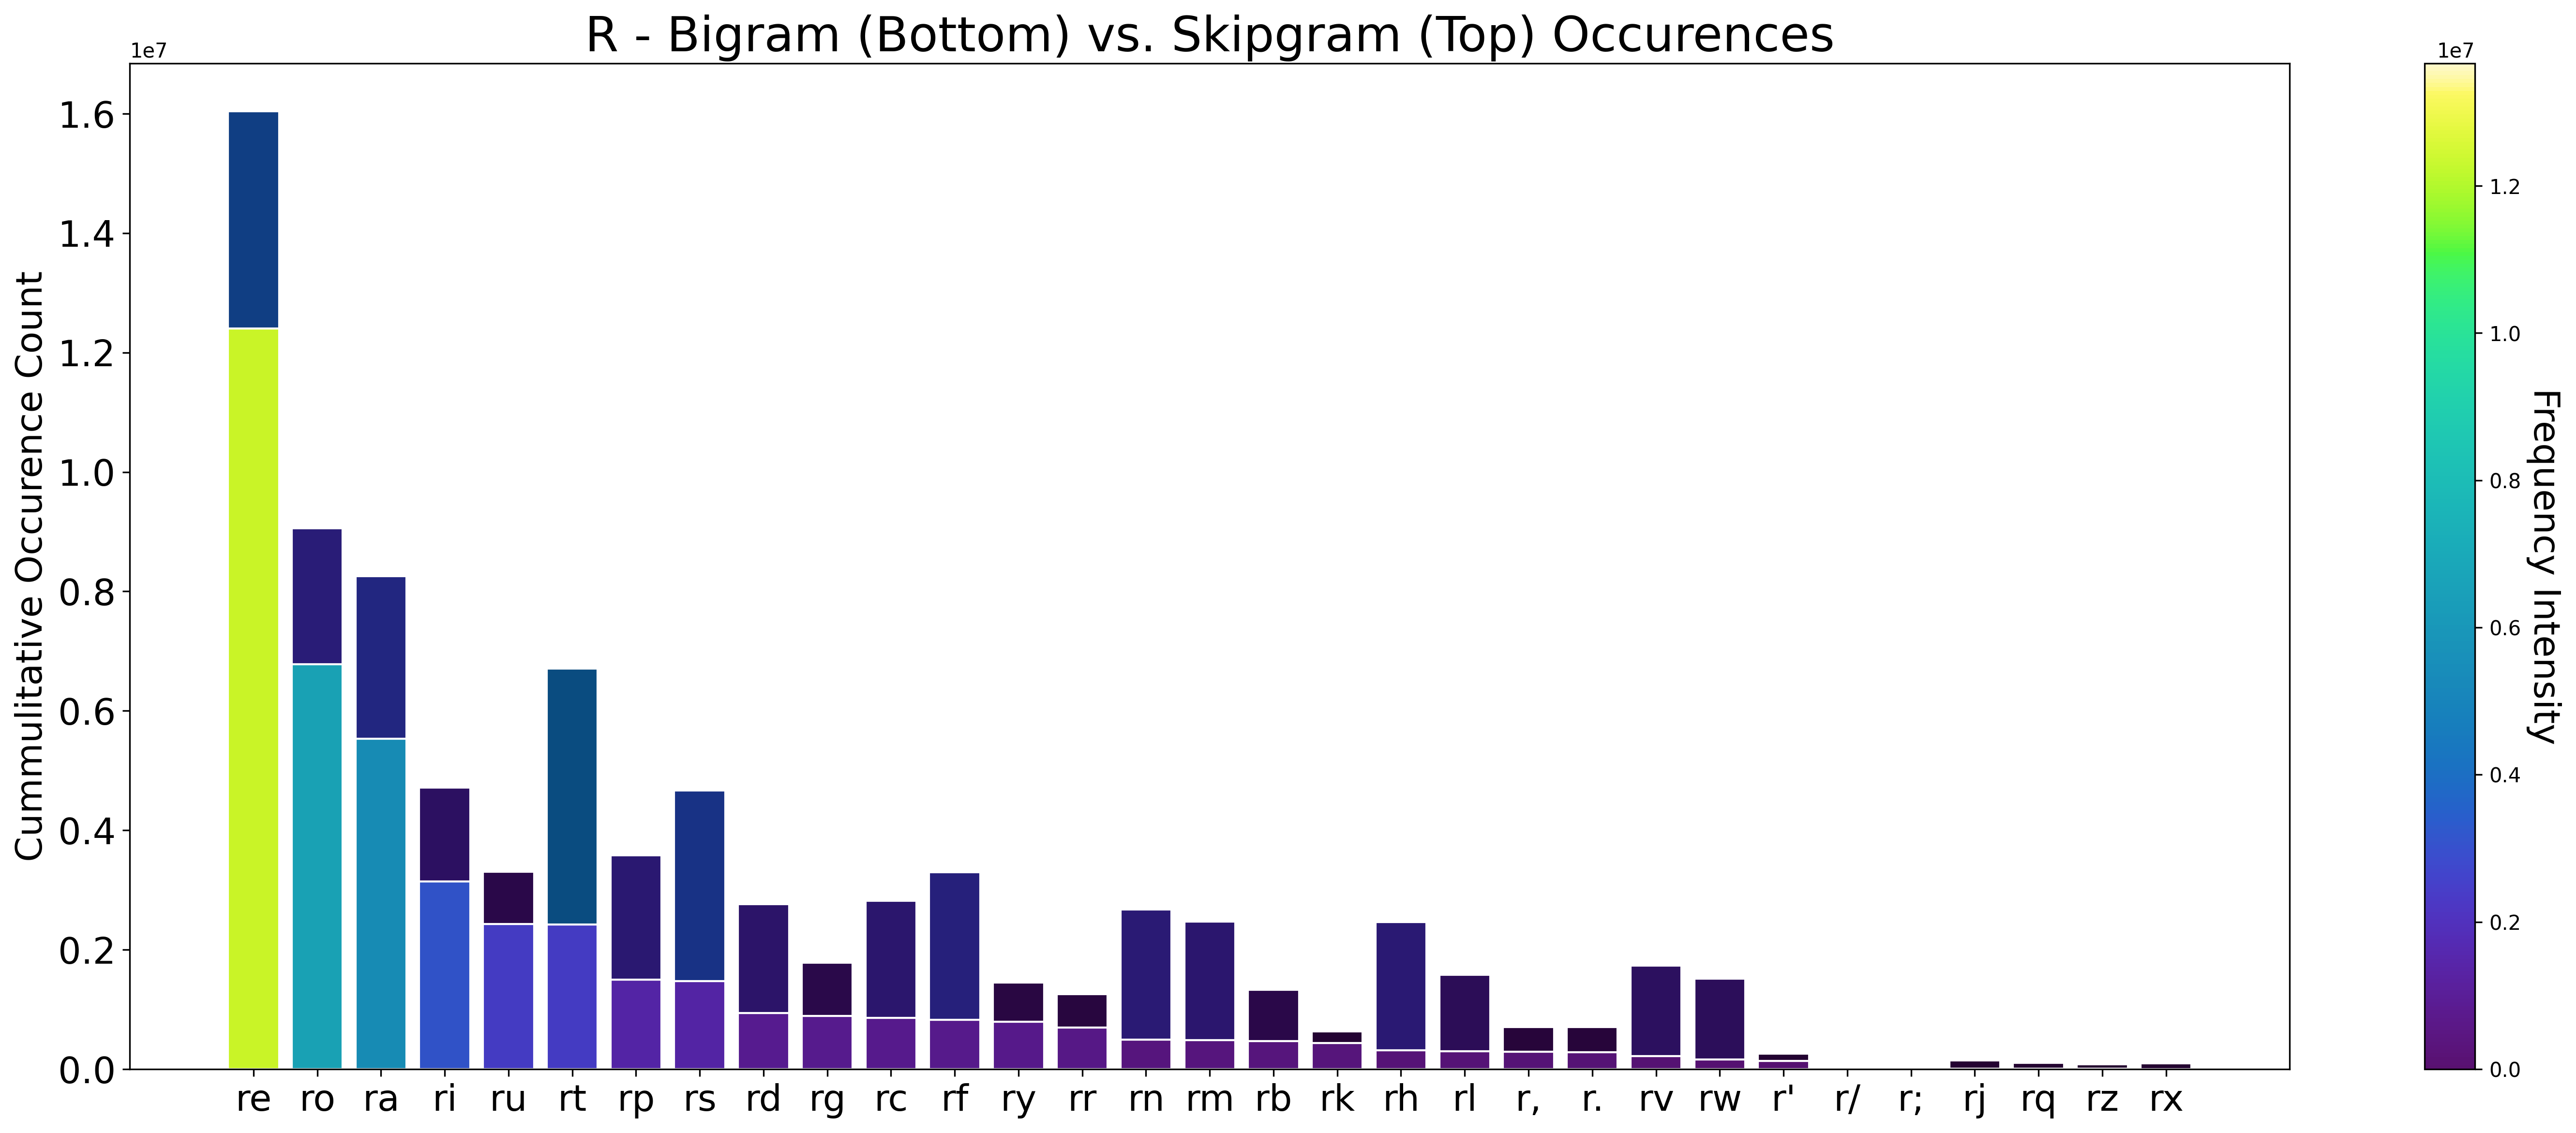 R - Bigram (Bottom) vs. Skipgram (Top) Occurences
1e7
1e7
Cummulitative Occurence Count
1.6
1.4
1.2
1.0
0.8
0.6
0.4
0.2
0.0
re ro ra ri ru rt rp rs rd rg rc rf ry rr rn rm rb rk rh rl r, r. rv rw r' r/ r; rj rq rz rx
1.2
1.0
0.8
0.6
0.4
0.2
0.0
Frequency Intensity